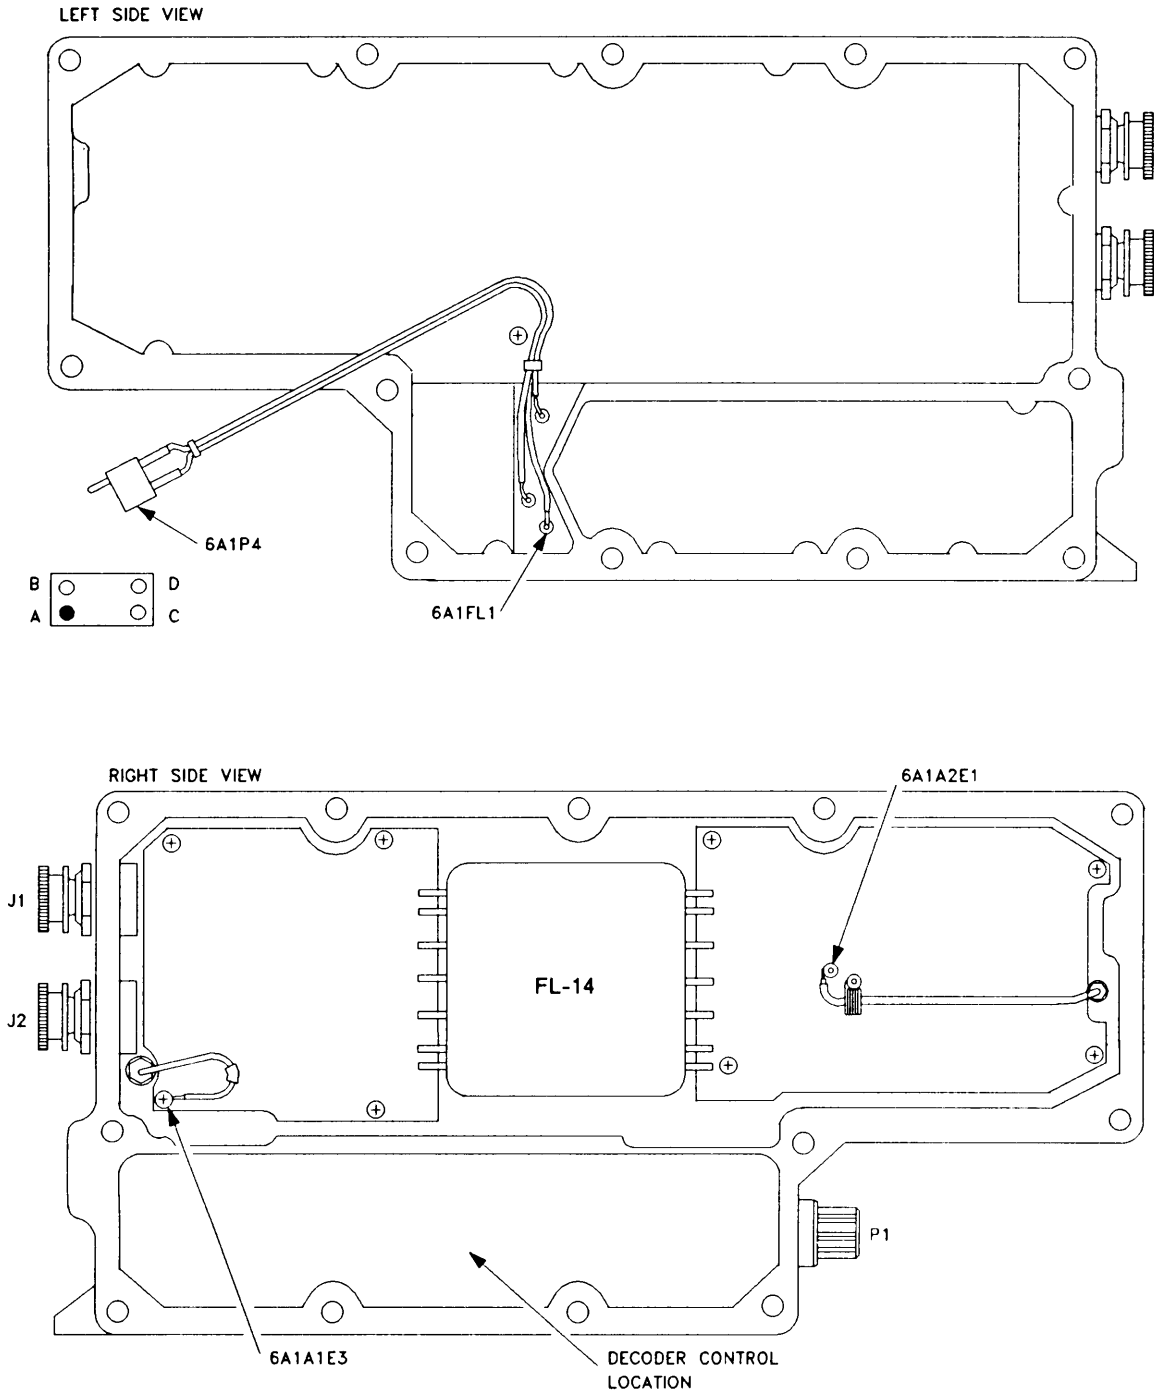 LEFT SIDE VIEW
6A1P4
B D
A C
6A1FL1
RIGHT SIDE VIEW
6A1A2E1
J1
FL-14
J2
P1
6A1A1E3
DECODER CONTROL
LOCATION